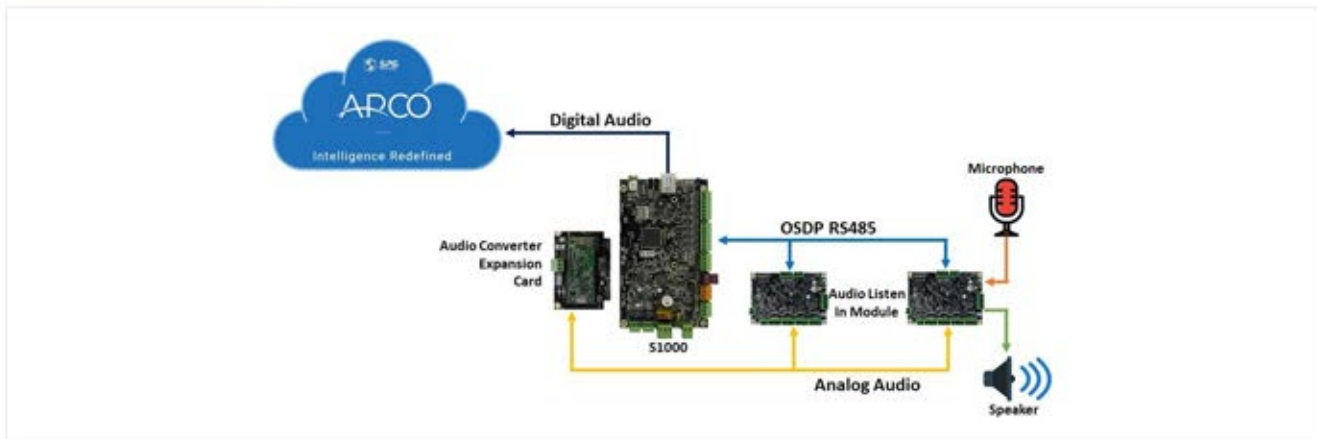 SPS
ARCO
Intelligence Redefined
Digital Audio
Microphone
OSDP RS485
Audio Converter
Expansion
Card
Audio Listen
In Module
S1000
Analog Audio
Speaker